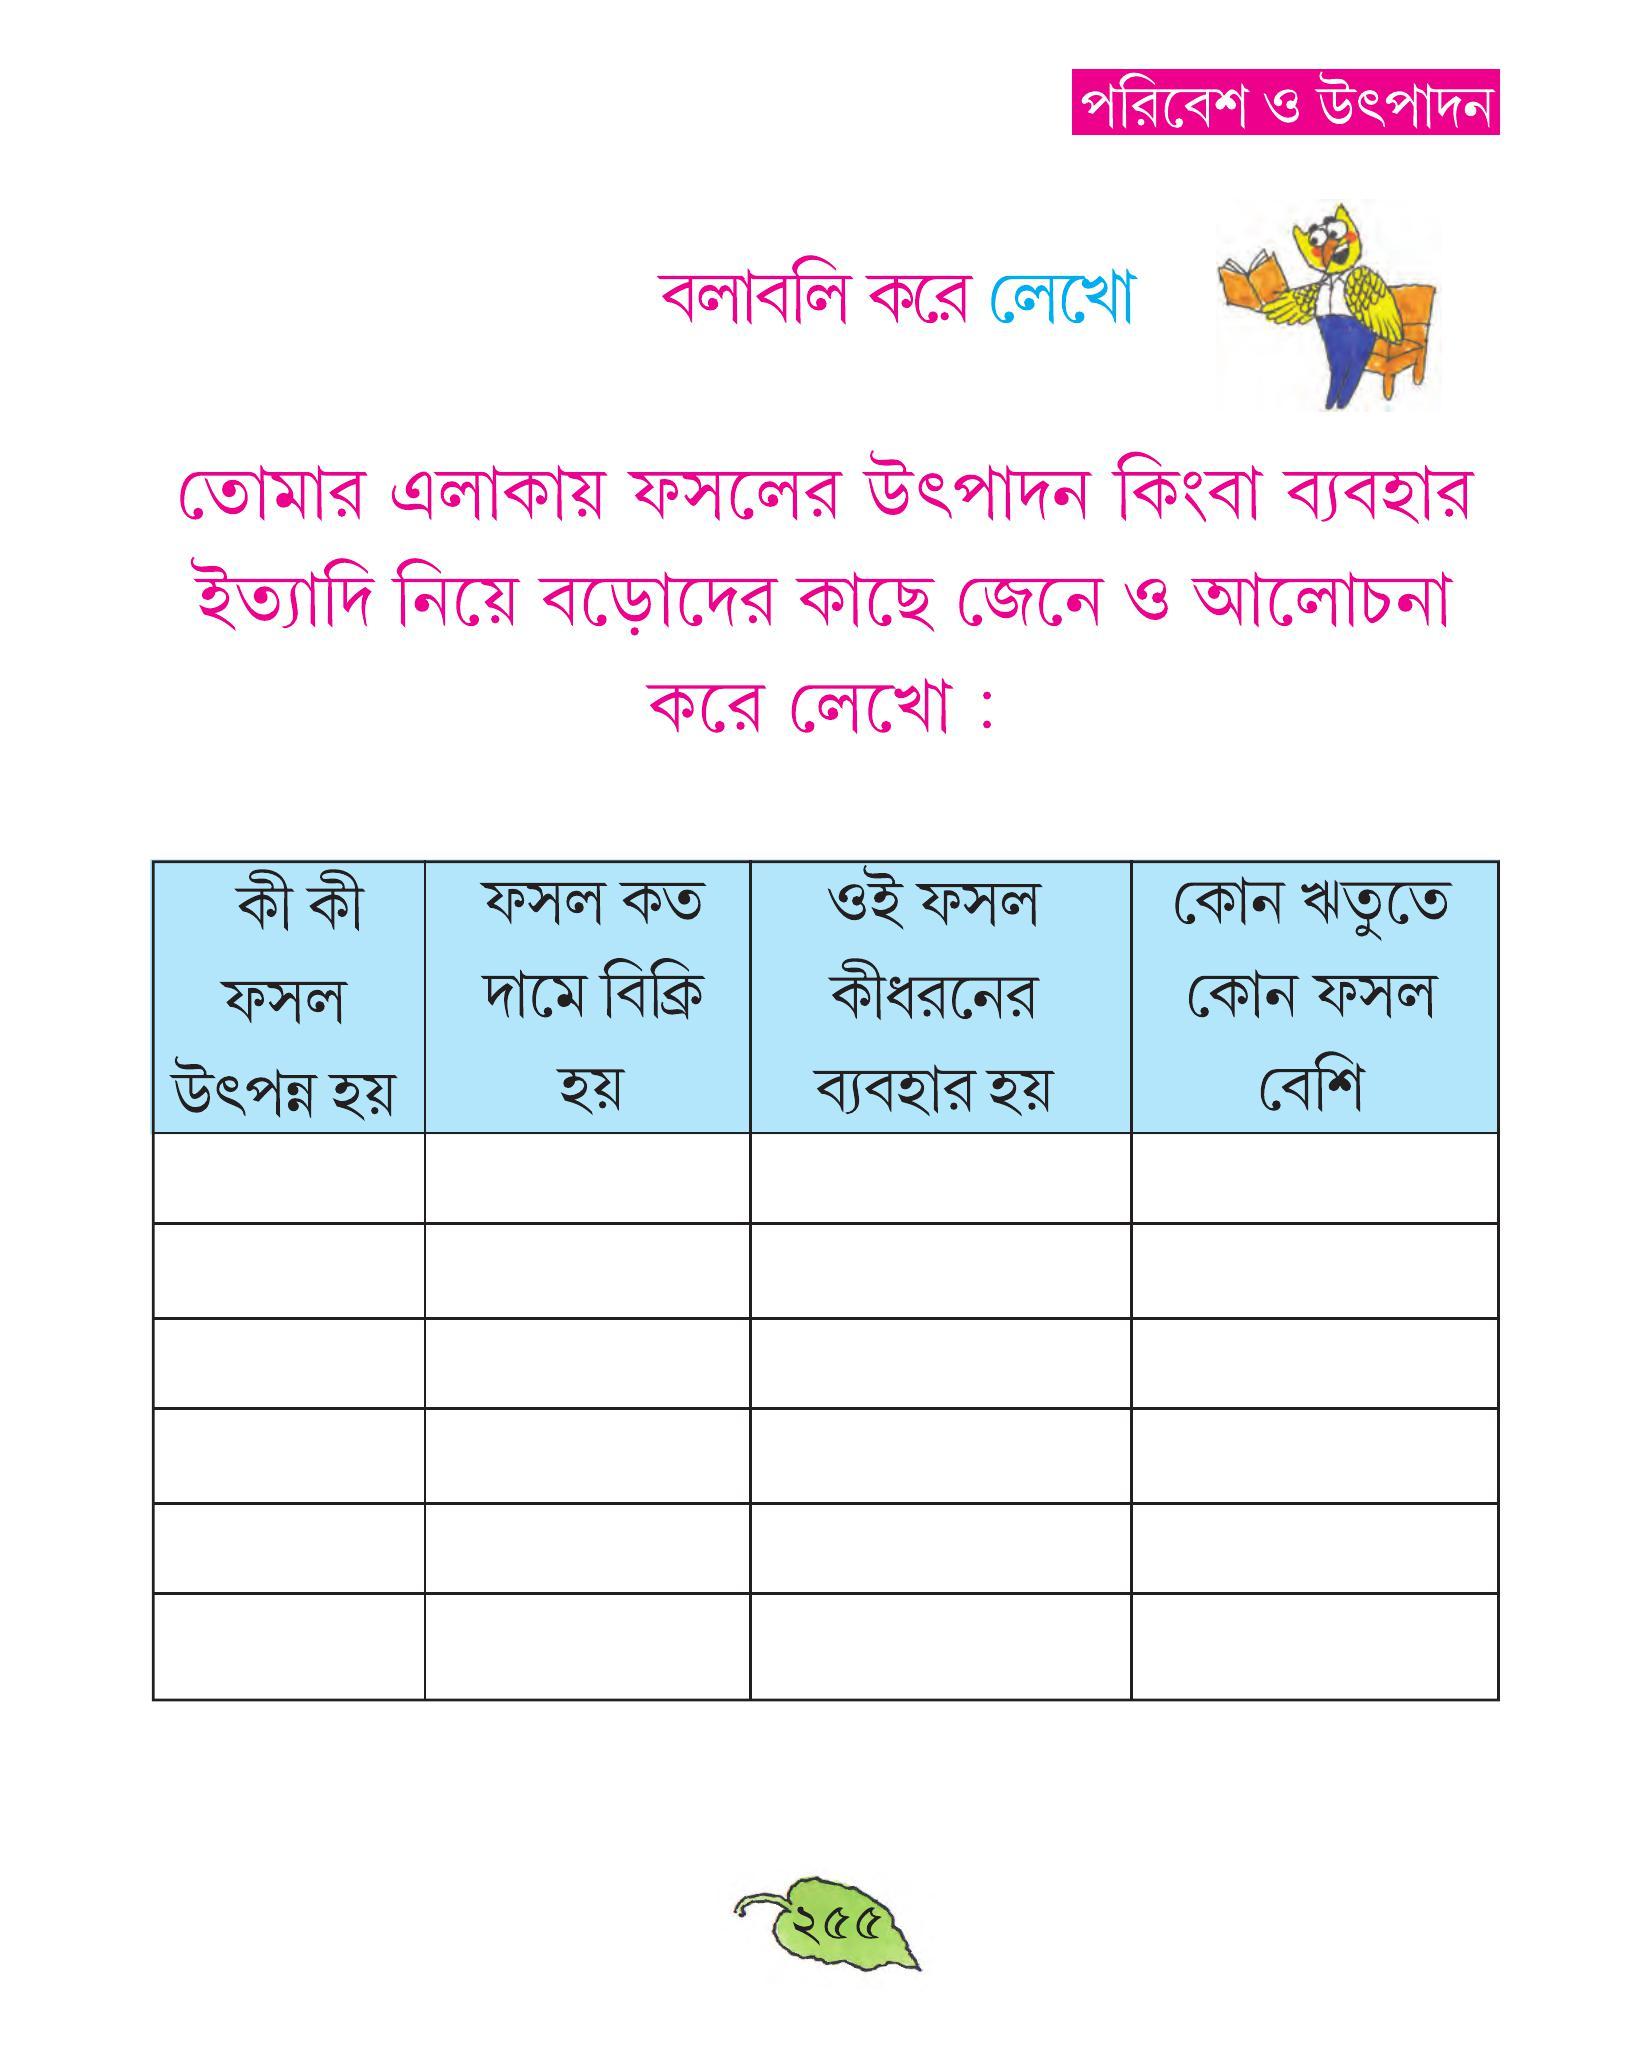 পরিবেশ ও উৎপাদন
বলাবলি করে লেখো
তোমার এলাকায় ফসলের উৎপাদন কিংবা ব্যবহার
ইত্যাদি নিয়ে বড়োদের কাছে জেনে ও আলোচনা
করে লেখো :
কী কী
ফসল
উৎপন্ন হয়
ফসল কত
দামে বিক্রি
হয়
ওই ফসল
কীধরনের
ব্যবহার হয়
কোন ঋতুতে
কোন ফসল
বেশি
২৫৫